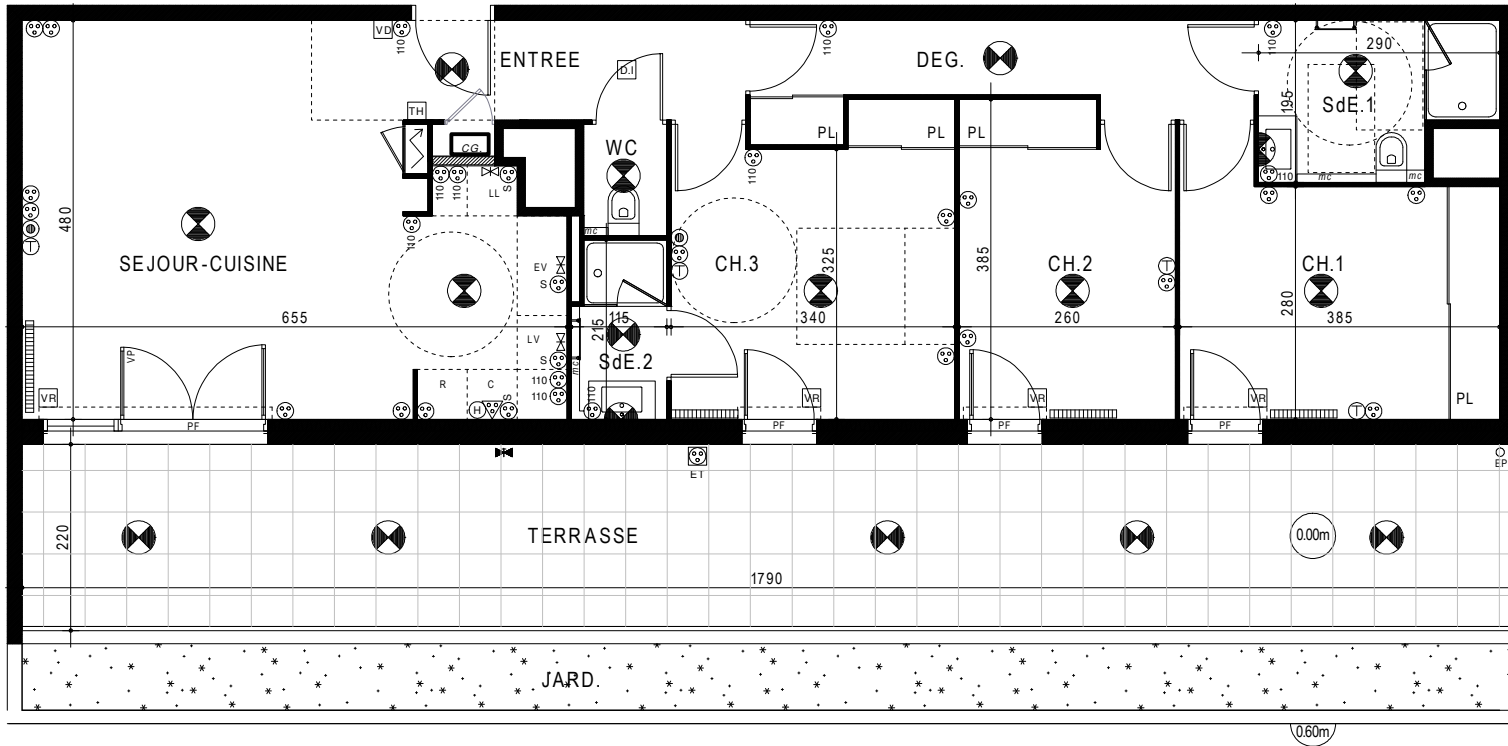 VD
110
ENTREE
D.I
110
DEG.
110
290
TH
CG.
195
SdE.1
WC
PL
PL
PL
110
110
110
LL
S
110
mc
mc
480
110
T
mc
325
385
SEJOUR-CUISINE
EV
S
CH.3
T
CH.2
T
CH.1
280
655
115
215
340
260
385
LV
S
SdE.2
VP
mc
R
C
S
110
110
110
VR
H
VR
VR
VR
T
PL
PF
PF
PF
PF
ET
EP
220
TERRASSE
0.00m
1790
JARD.
0.60m